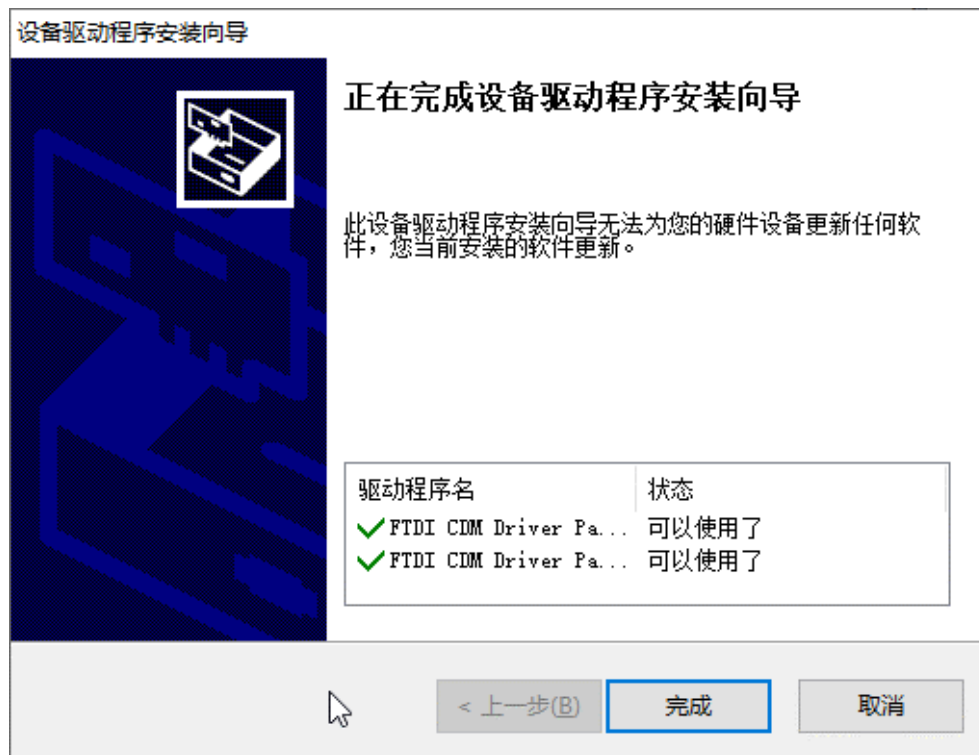 设备驱动程序安装向导
正在完成设备驱动程序安装向导
此设备驱动程序安装向导无法为您的硬件设备更新任何软
件，您当前安装的软件更新。
驱动程序名 状态
FTDI CDM Driver Pa... 可以使用了
FTDI CDM Driver Pa... 可以使用了
< 上一步(B) 完成 取消